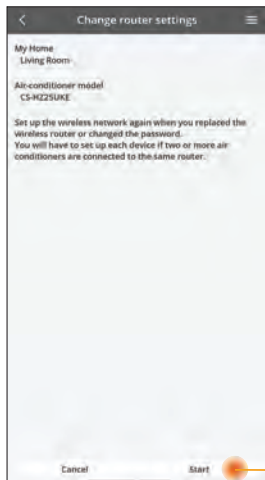 Change router settings
My Home
Living Room
Air-conditioner model
CS-HZ25UKE
Set up the wireless network again when you replaced the
wireless router or changed the password.
You will have to set up each device if two or more air
conditioners are connected to the same router.
Cancel Start